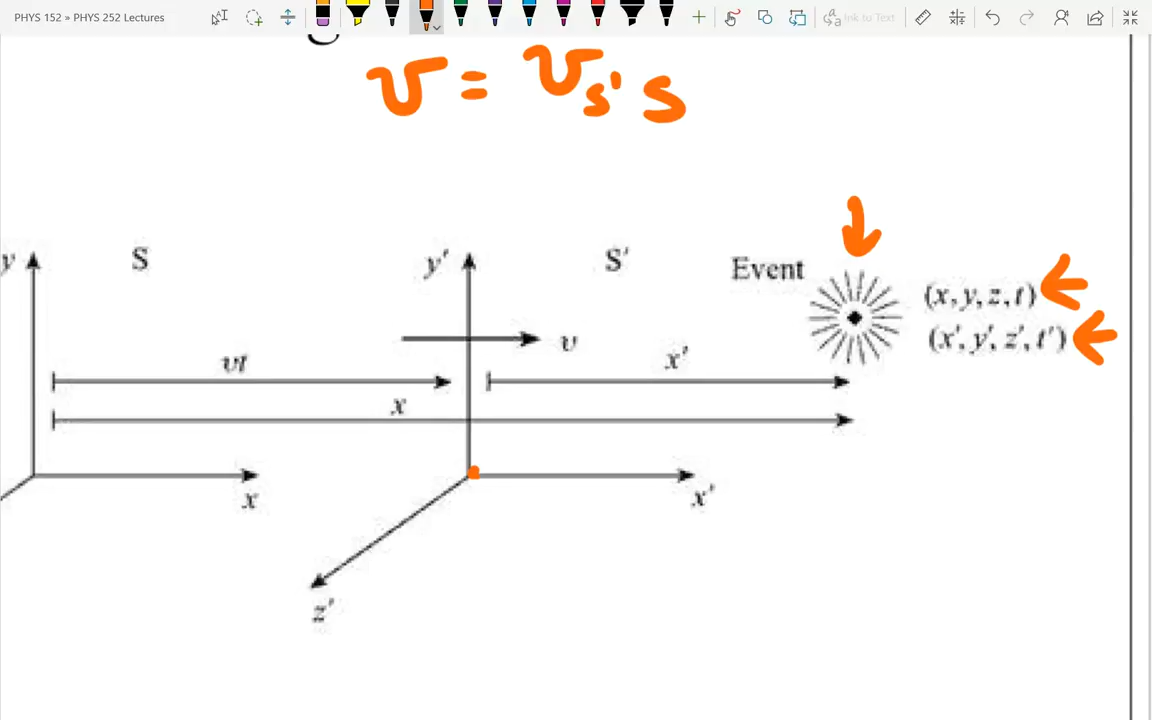 PHYS 152 » PHYS 252 Lectures
Ink to Text
v = vs's
y
S
y'
S'
Event
(x, y, z, t)
(x', y', z', t')
v
vt
x'
x
x
x'
z'